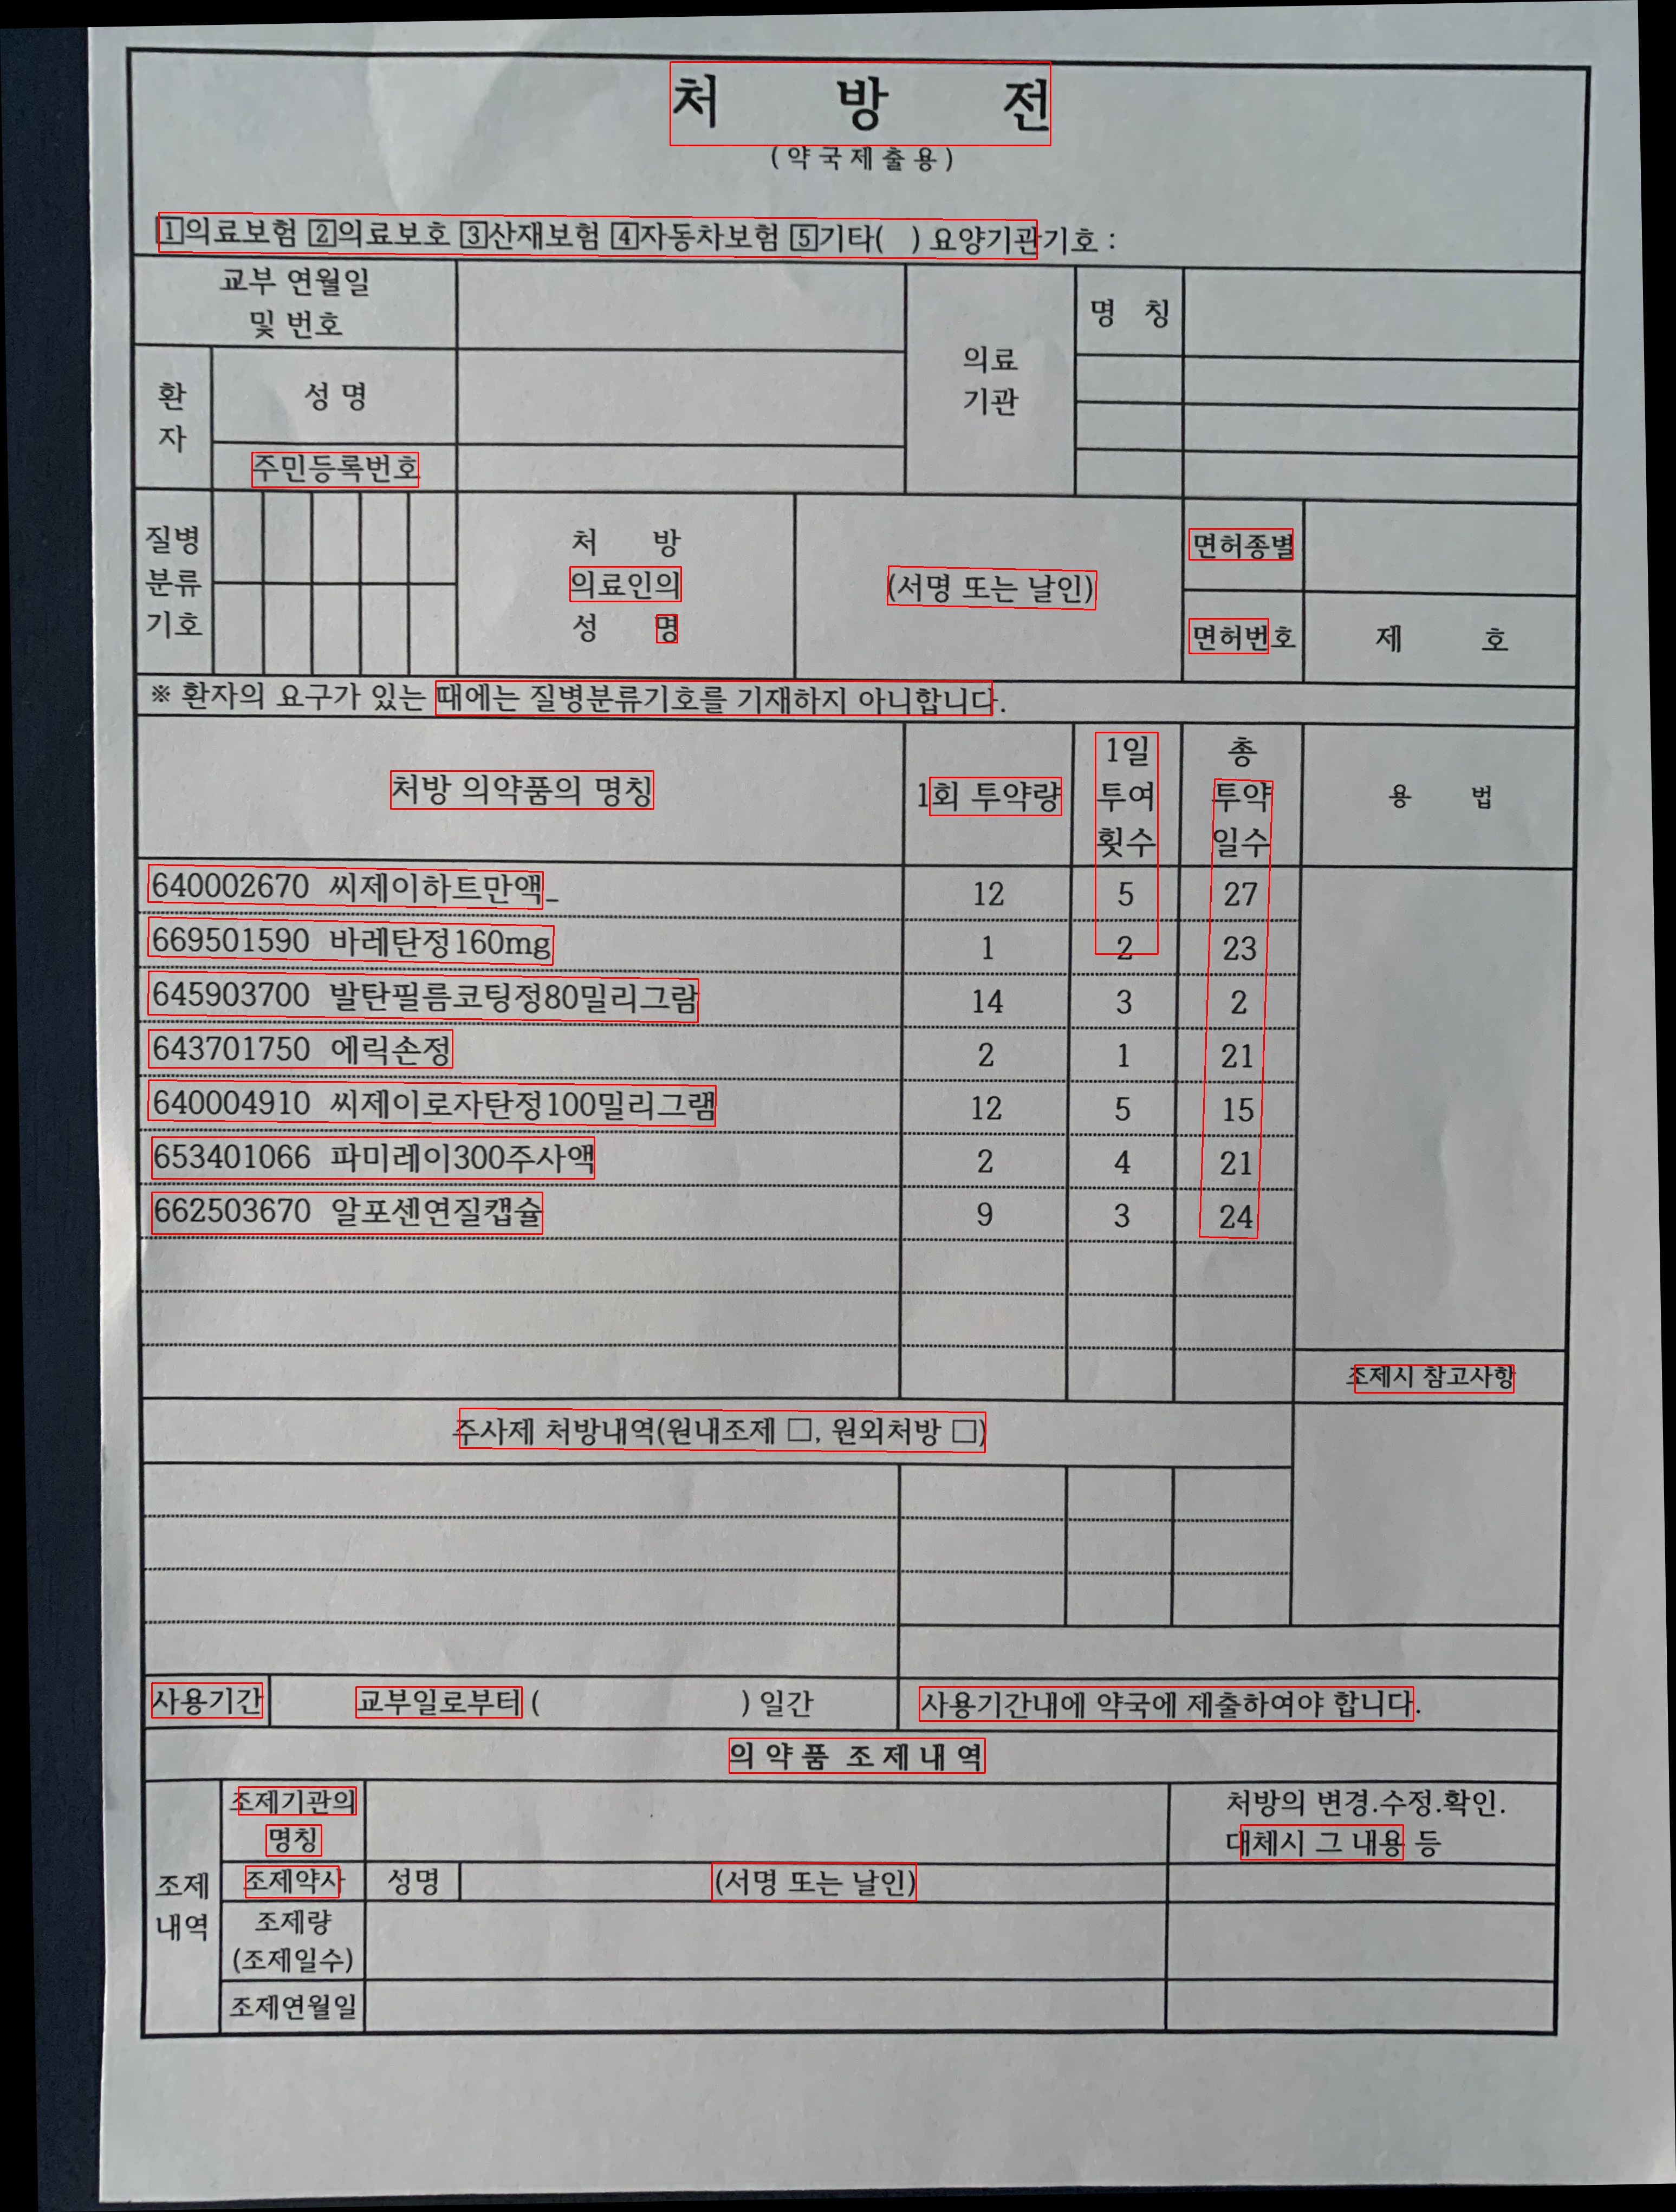 처 방 전
(약국제출용)
1의료보험 2의료보호 3산재보험 4자동차보험 5기타( ) 요양기관기호 :
교부 연월일
및 번호
의료
기관
명 칭
환
자
성 명
주민등록번호
질병
분류
기호
처 방
의료인의
성 명
(서명 또는 날인)
면허종별
면허번호
제 호
※ 환자의 요구가 있는 때에는 질병분류기호를 기재하지 아니합니다.
처방 의약품의 명칭
1회 투약량
1일
투여
횟수
총
투약
일수
용 법
640002670 씨제이하트만액_ 12 5 27
669501590 바레탄정160mg 1 2 23
645903700 발탄필름코팅정80밀리그람 14 3 2
643701750 에릭손정 2 1 21
640004910 씨제이로자탄정100밀리그램 12 5 15
653401066 파미레이300주사액 2 4 21
662503670 알포센연질캡슐 9 3 24
조제시 참고사항
주사제 처방내역(원내조제 □, 원외처방 □)
사용기간 교부일로부터 ( ) 일간 사용기간내에 약국에 제출하여야 합니다.
의 약 품 조 제 내 역
조제
내역
조제기관의
명칭
처방의 변경.수정.확인.
대체시 그 내용 등
조제약사 성명 (서명 또는 날인)
조제량
(조제일수)
조제연월일